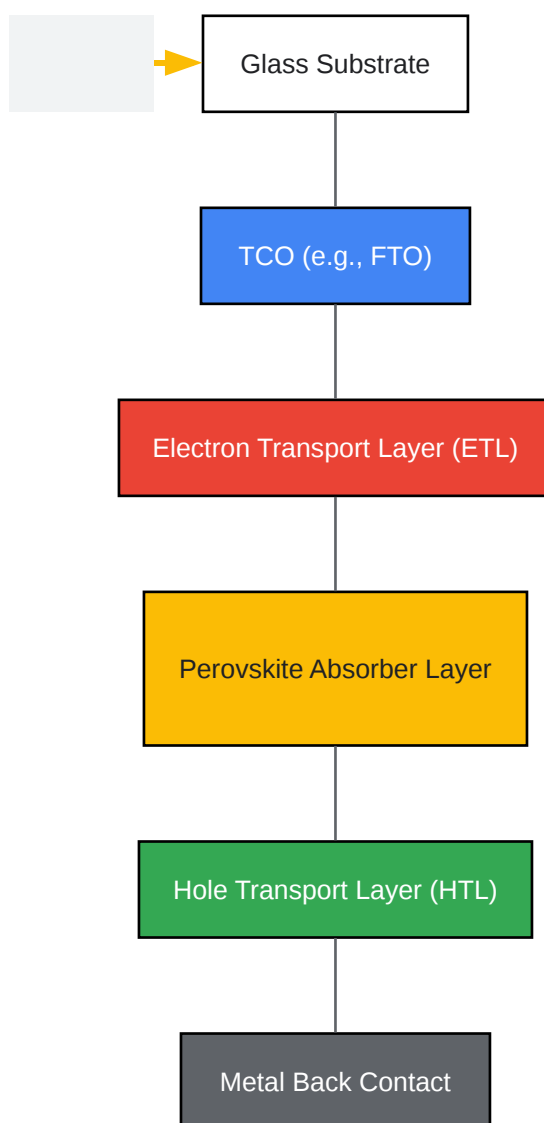 Glass Substrate
TCO (e.g., FTO)
Electron Transport Layer (ETL)
Perovskite Absorber Layer
Hole Transport Layer (HTL)
Metal Back Contact